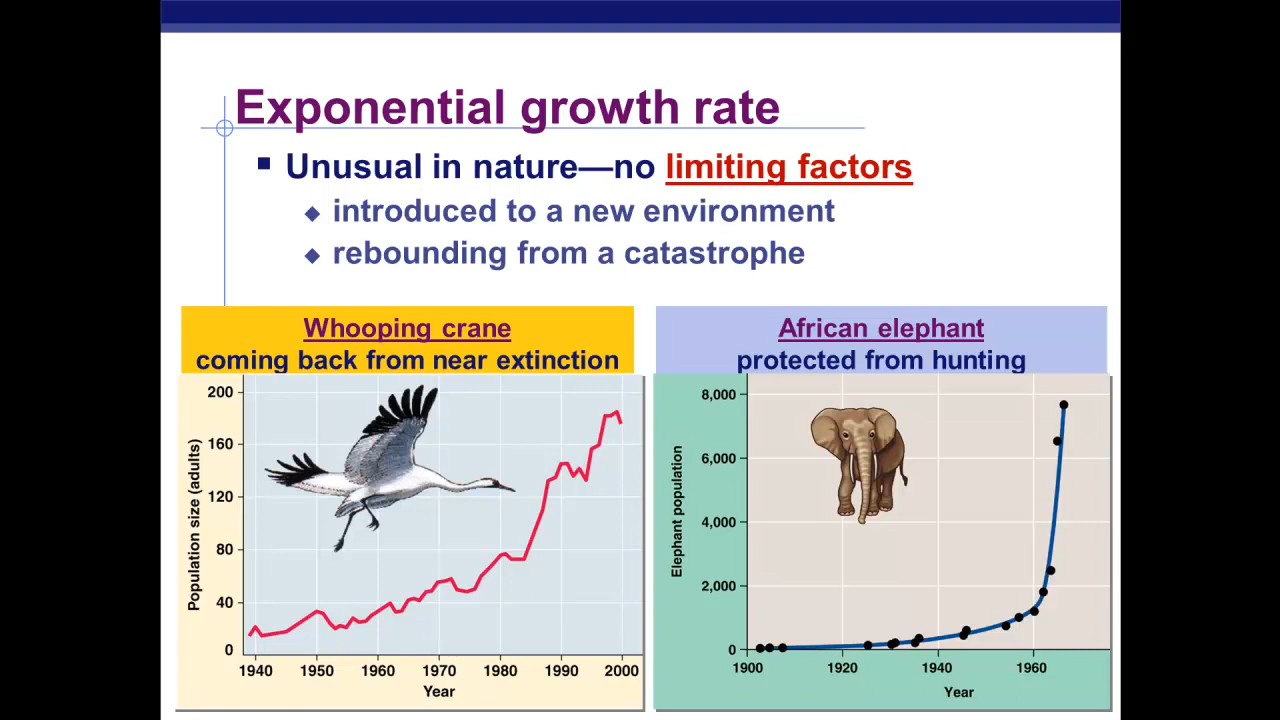 Exponential growth rate
Unusual in nature—no limiting factors
introduced to a new environment
rebounding from a catastrophe
Whooping crane
coming back from near extinction
200
160
120
80
40
0
Population size (adults)
1940 1950 1960 1970 1980 1990 2000
Year
African elephant
protected from hunting
8,000
6,000
4,000
2,000
0
Elephant population
1900 1920 1940 1960
Year